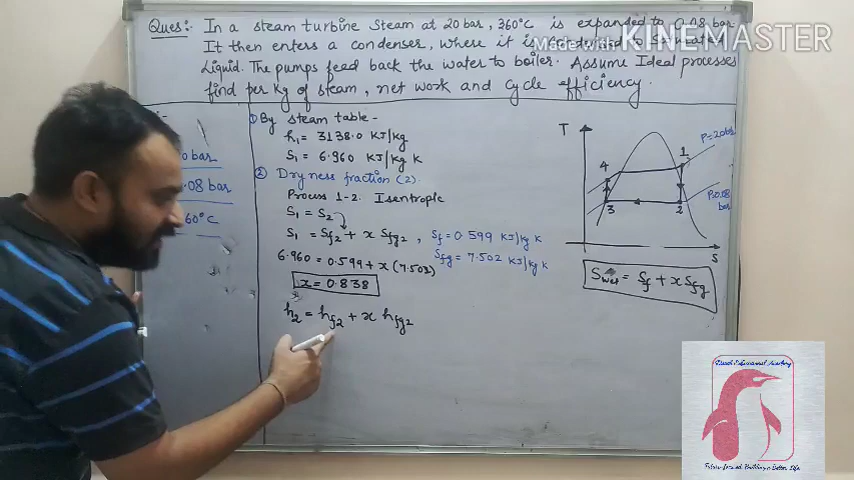 Ques:- In a steam turbine steam at 20 bar, 360°C is expanded to 0.08 bar
It then enters a condenser, where it is
Made with KINEMASTER
Liquid. The pumps feed back the water to boiler. Assume Ideal processes
find per Kg of steam, net work and cycle efficiency.
0 bar
.08 bar
60°C
① By steam table-
h1 = 3138.0 KJ/kg
S1 = 6.960 KJ/kg K
② Dryness fraction (2).
Process 1-2. Isentropic
S1 = S2
S1 = Sf2 + x Sfg2 , Sf = 0.599 KJ/kg K
Sfg = 7.502 KJ/kg K
6.960 = 0.599 + x (7.502)
x = 0.838
h2 = hf2 + x hfg2
T
P=20bar
4
1
P=0.08
bar
3
2
S
Swet = Sf + x Sfg